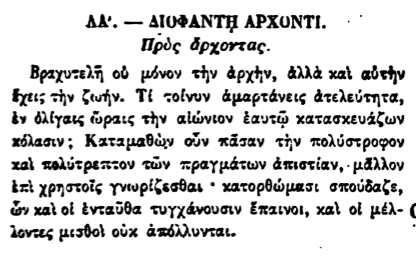 ΛΑʹ. — ΔΙΟΦΑΝΤῌ ΑΡΧΟΝΤΙ.
Πρὸς ἄρχοντας.
Βραχυτελῆ οὐ μόνον τὴν ἀρχὴν, ἀλλὰ καὶ αὐτὴν
ἔχεις τὴν ζωήν. Τί τοίνυν ἁμαρτάνεις ἀτελεύτητα,
ἐν ὀλίγαις ὥραις τὴν αἰώνιον ἑαυτῷ κατασκευάζων
κόλασιν; Καταμαθὼν οὖν πᾶσαν τὴν πολύστροφον
καὶ πολύτρεπτον τῶν πραγμάτων ἀπιστίαν, μᾶλλον
ἐπὶ χρηστοῖς γνωρίζεσθαι · κατορθώμασι σπούδαζε,
ὧν καὶ οἱ ἐνταῦθα τυγχάνουσιν ἔπαινοι, καὶ οἱ μέλ-
λοντες μισθοὶ οὐκ ἀπόλλυνται.